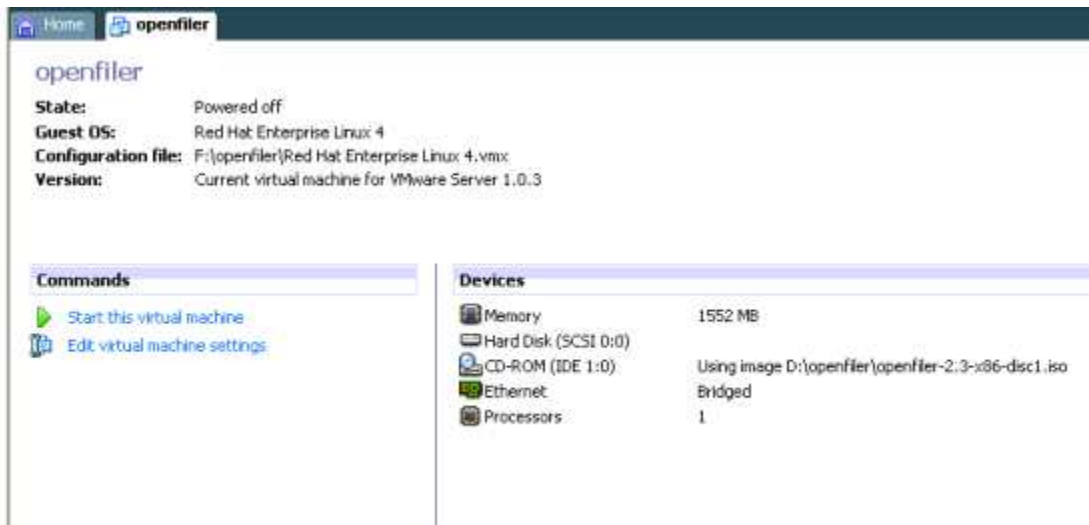 Home openfiler
openfiler
State: Powered off
Guest OS: Red Hat Enterprise Linux 4
Configuration file: F:\openfiler\Red Hat Enterprise Linux 4.vmx
Version: Current virtual machine for VMware Server 1.0.3
Commands
Start this virtual machine
Edit virtual machine settings
Devices
Memory 1552 MB
Hard Disk (SCSI 0:0)
CD-ROM (IDE 1:0) Using image D:\openfiler\openfiler-2.3-x86-disc1.iso
Ethernet Bridged
Processors 1